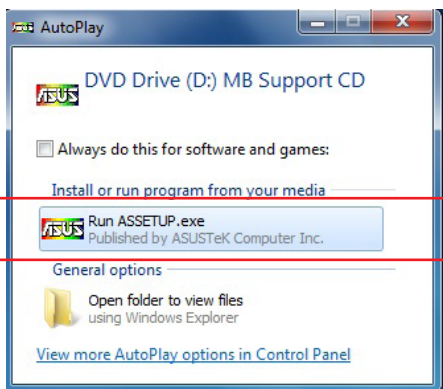 AutoPlay
DVD Drive (D:) MB Support CD
Always do this for software and games:
Install or run program from your media
Run ASSETUP.exe
Published by ASUSTeK Computer Inc.
General options
Open folder to view files
using Windows Explorer
View more AutoPlay options in Control Panel